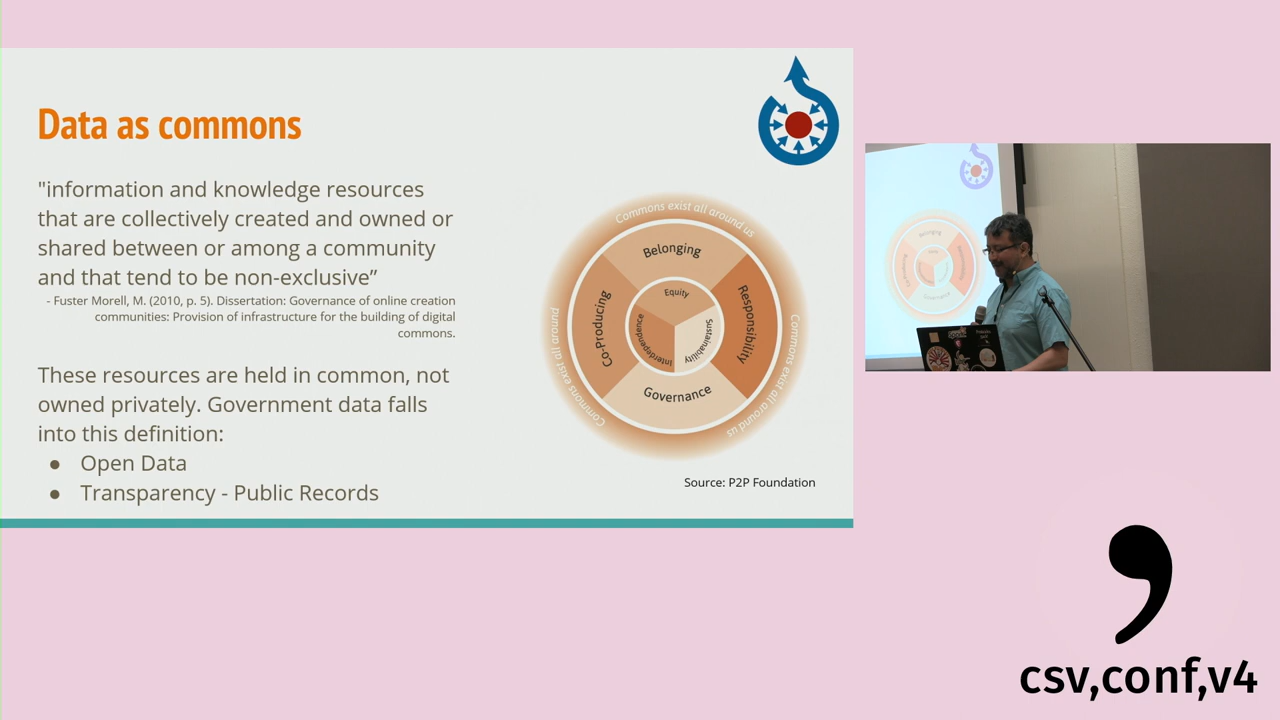 Data as commons
"information and knowledge resources
that are collectively created and owned or
shared between or among a community
and that tend to be non-exclusive”
- Fuster Morell, M. (2010, p. 5). Dissertation: Governance of online creation
communities: Provision of infrastructure for the building of digital
commons.
These resources are held in common, not
owned privately. Government data falls
into this definition:
● Open Data
● Transparency - Public Records
Commons exist all around us
Commons exist all around us
Commons exist all around
Belonging
Responsibility
Governance
Co-Producing
Equity
Sustainability
Interdependence
Source: P2P Foundation
csv,conf,v4